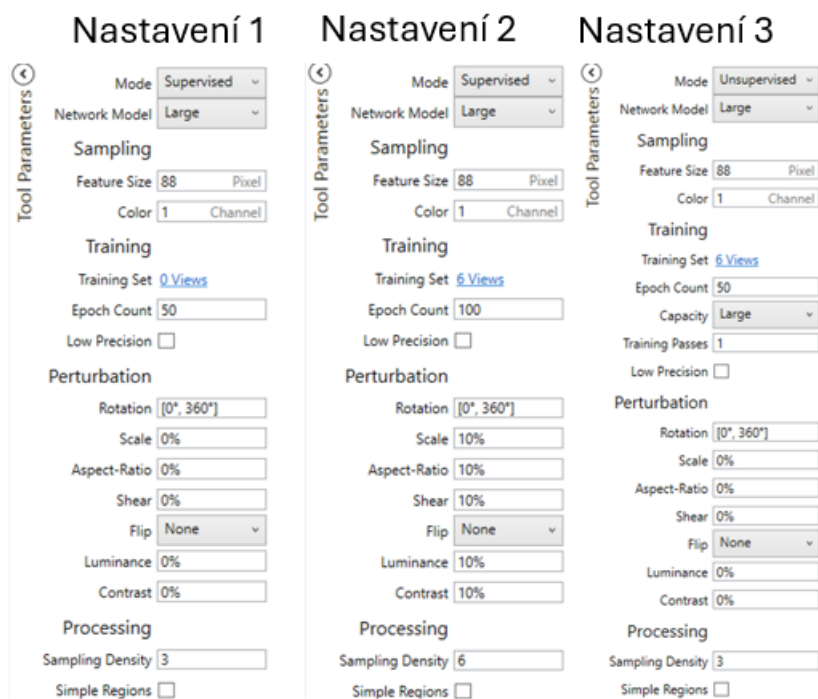 Nastavení 1
Tool Parameters
Mode Supervised
Network Model Large
Sampling
Feature Size 88 Pixel
Color 1 Channel
Training
Training Set 0 Views
Epoch Count 50
Low Precision
Perturbation
Rotation [0°, 360°]
Scale 0%
Aspect-Ratio 0%
Shear 0%
Flip None
Luminance 0%
Contrast 0%
Processing
Sampling Density 3
Simple Regions
Nastavení 2
Tool Parameters
Mode Supervised
Network Model Large
Sampling
Feature Size 88 Pixel
Color 1 Channel
Training
Training Set 6 Views
Epoch Count 100
Low Precision
Perturbation
Rotation [0°, 360°]
Scale 10%
Aspect-Ratio 10%
Shear 10%
Flip None
Luminance 10%
Contrast 10%
Processing
Sampling Density 6
Simple Regions
Nastavení 3
Tool Parameters
Mode Unsupervised
Network Model Large
Sampling
Feature Size 88 Pixel
Color 1 Channel
Training
Training Set 6 Views
Epoch Count 50
Capacity Large
Training Passes 1
Low Precision
Perturbation
Rotation [0°, 360°]
Scale 0%
Aspect-Ratio 0%
Shear 0%
Flip None
Luminance 0%
Contrast 0%
Processing
Sampling Density 3
Simple Regions